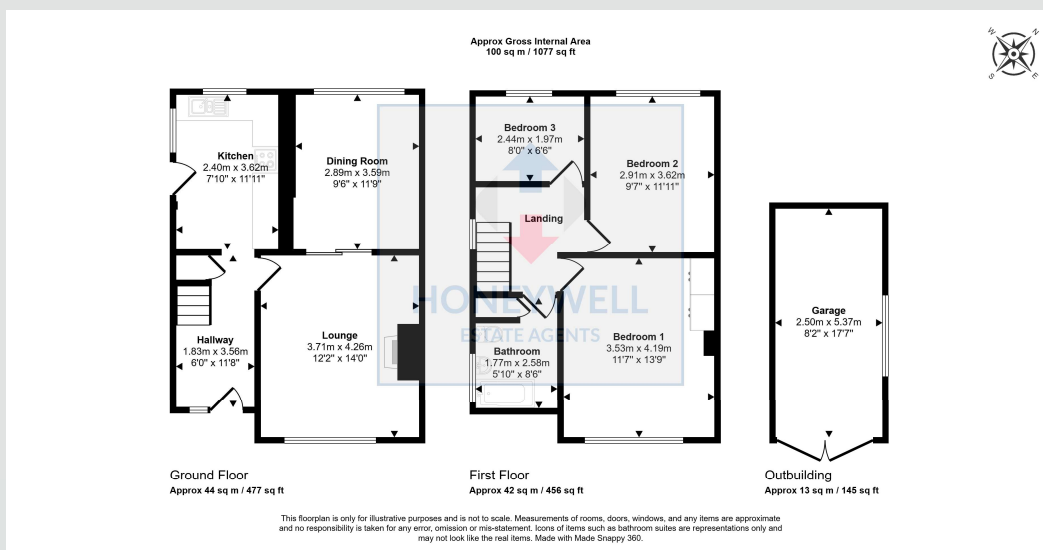 Approx Gross Internal Area
100 sq m / 1077 sq ft
N
W
E
S
Kitchen
2.40m x 3.62m
7'10" x 11'11"
Dining Room
2.89m x 3.59m
9'6" x 11'9"
Hallway
1.83m x 3.56m
6'0" x 11'8"
Lounge
3.71m x 4.26m
12'2" x 14'0"
Bedroom 3
2.44m x 1.97m
8'0" x 6'6"
Bedroom 2
2.91m x 3.62m
9'7" x 11'11"
Landing
HONEYWELL
ESTATE AGENTS
Bathroom
1.77m x 2.58m
5'10" x 8'6"
Bedroom 1
3.53m x 4.19m
11'7" x 13'9"
Garage
2.50m x 5.37m
8'2" x 17'7"
Ground Floor
Approx 44 sq m / 477 sq ft
First Floor
Approx 42 sq m / 456 sq ft
Outbuilding
Approx 13 sq m / 145 sq ft
This floorplan is only for illustrative purposes and is not to scale. Measurements of rooms, doors, windows, and any items are approximate
and no responsibility is taken for any error, omission or mis-statement. Icons of items such as bathroom suites are representations only and
may not look like the real items. Made with Made Snappy 360.